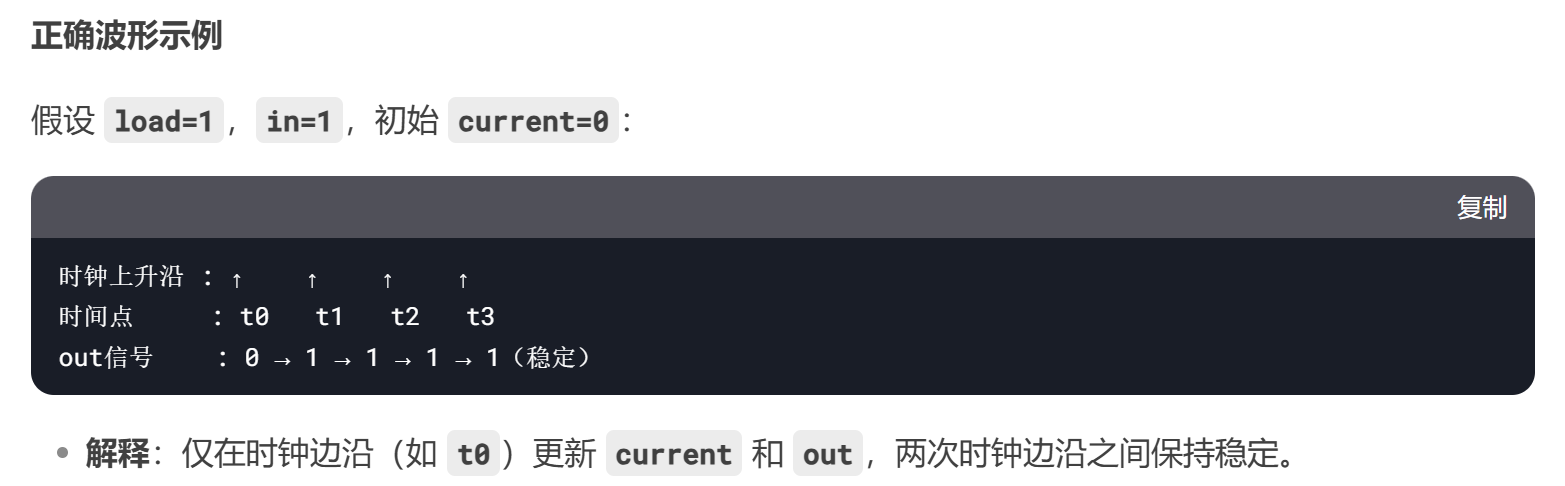 正确波形示例
假设 load=1，in=1，初始 current=0：
复制
时钟上升沿 : ↑    ↑    ↑    ↑
时间点     : t0   t1   t2   t3
out信号    : 0 → 1 → 1 → 1 → 1（稳定）
• 解释：仅在时钟边沿（如 t0）更新 current 和 out，两次时钟边沿之间保持稳定。